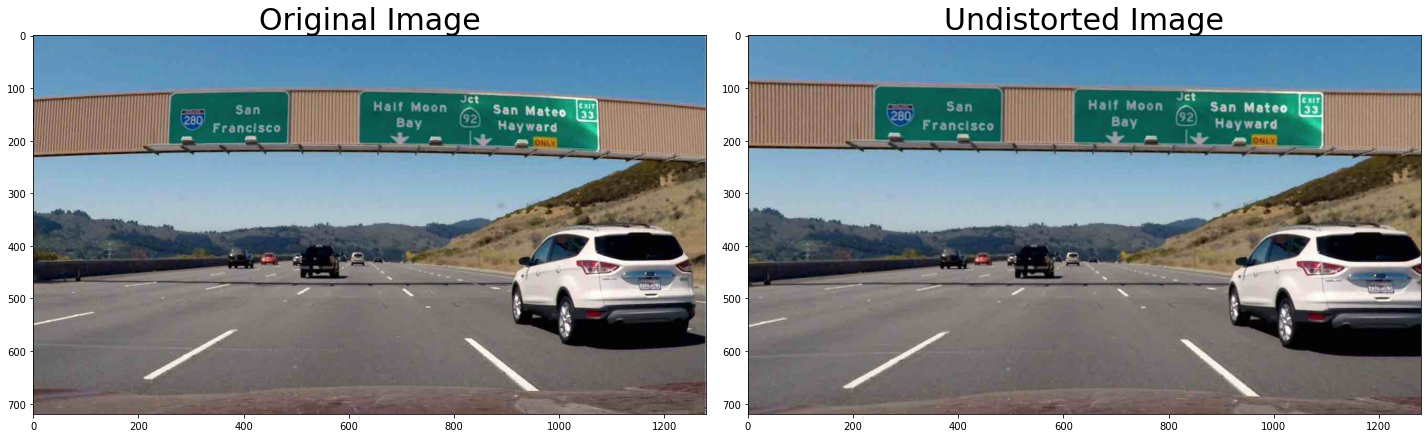 Original Image
0
100
200
300
400
500
600
700
0 200 400 600 800 1000 1200
280
San
Francisco
Half Moon
Bay
Jct
92
San Mateo
Hayward
EXIT
33
ONLY
Undistorted Image
0
100
200
300
400
500
600
700
0 200 400 600 800 1000 1200
280
San
Francisco
Half Moon
Bay
Jct
92
San Mateo
Hayward
EXIT
33
ONLY